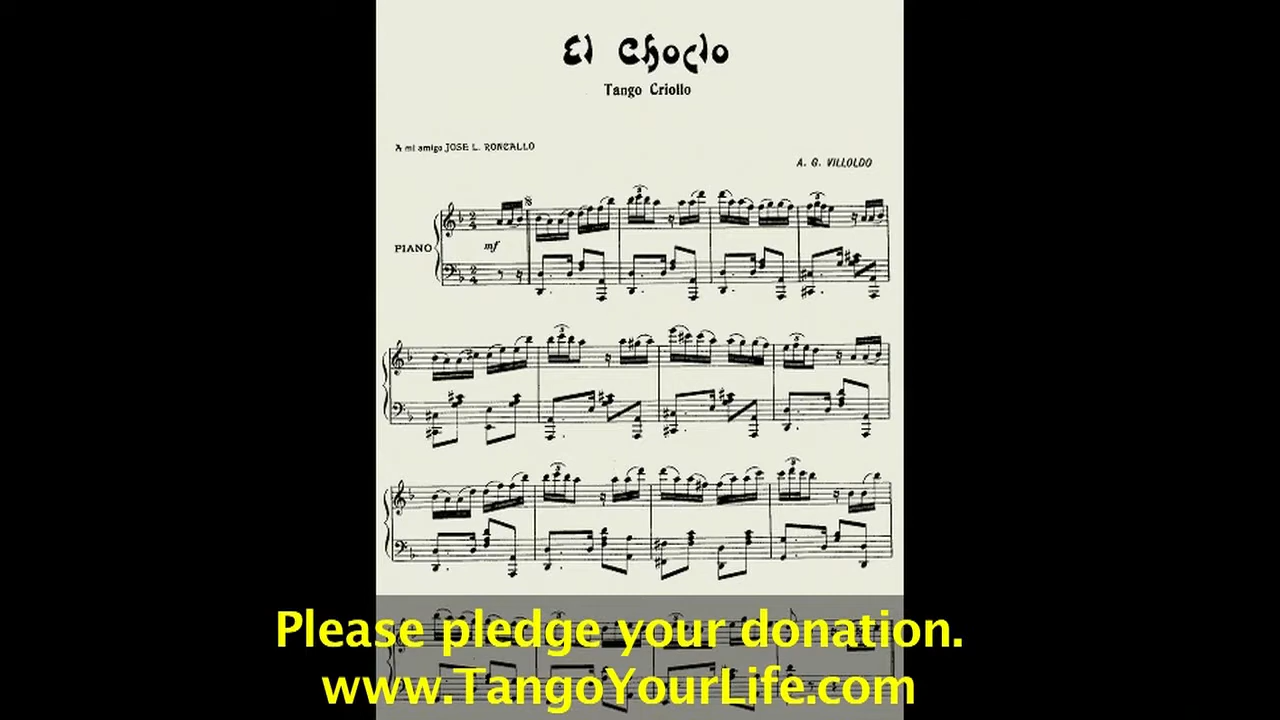 El Choclo
Tango Criollo
A mi amigo JOSE L. RONCALLO
A. G. VILLOLDO
PIANO
mf
Please pledge your donation.
www.TangoYourLife.com